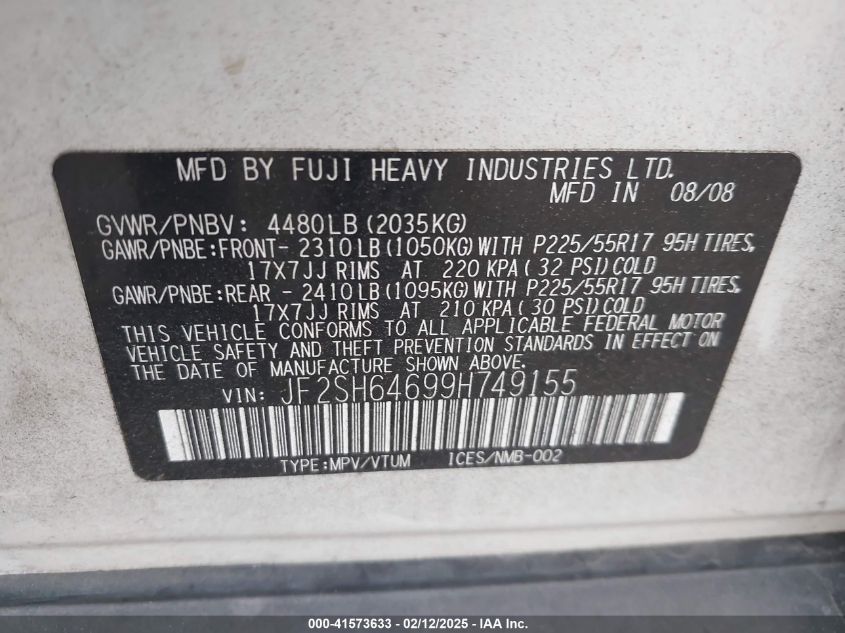 MFD BY FUJI HEAVY INDUSTRIES LTD.
MFD IN 08/08
GVWR/PNBV: 4480LB (2035KG)
GAWR/PNBE:FRONT- 2310LB (1050KG) WITH P225/55R17 95H TIRES,
17X7JJ RIMS AT 220 KPA ( 32 PSI) COLD
GAWR/PNBE:REAR - 2410LB (1095KG) WITH P225/55R17 95H TIRES,
17X7JJ RIMS AT 210 KPA ( 30 PSI) COLD
THIS VEHICLE CONFORMS TO ALL APPLICABLE FEDERAL MOTOR
VEHICLE SAFETY AND THEFT PREVENTION STANDARDS IN EFFECT ON
THE DATE OF MANUFACTURE SHOWN ABOVE.
VIN: JF2SH64699H749155
TYPE:MPV/VTUM ICES/NMB-002
000-41573633 - 02/12/2025 - IAA Inc.